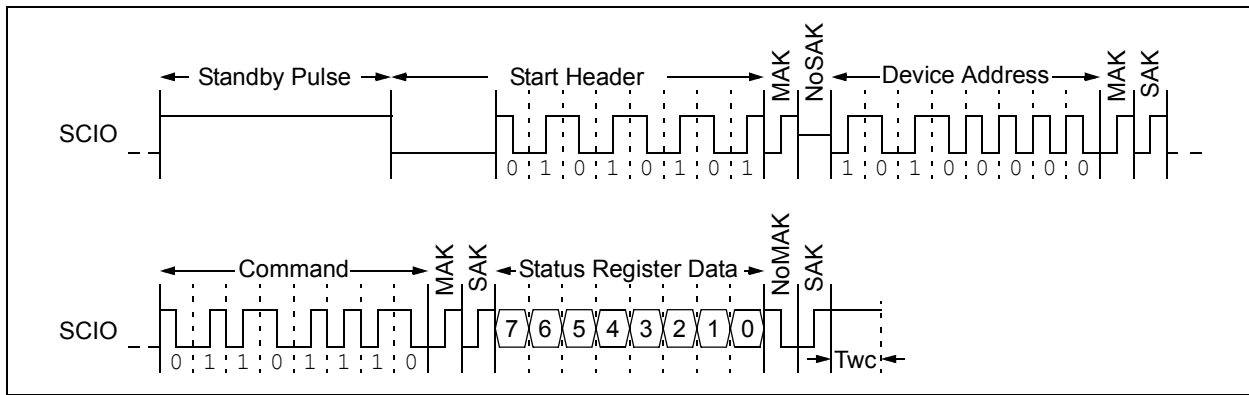 Standby Pulse Start Header MAK NoSAK Device Address MAK SAK
SCIO
0 1 0 1 0 1 0 1 1 0 1 0 0 0 0 0
Command MAK SAK Status Register Data NoMAK SAK
SCIO 7 6 5 4 3 2 1 0
0 1 1 0 1 1 1 0 Twc